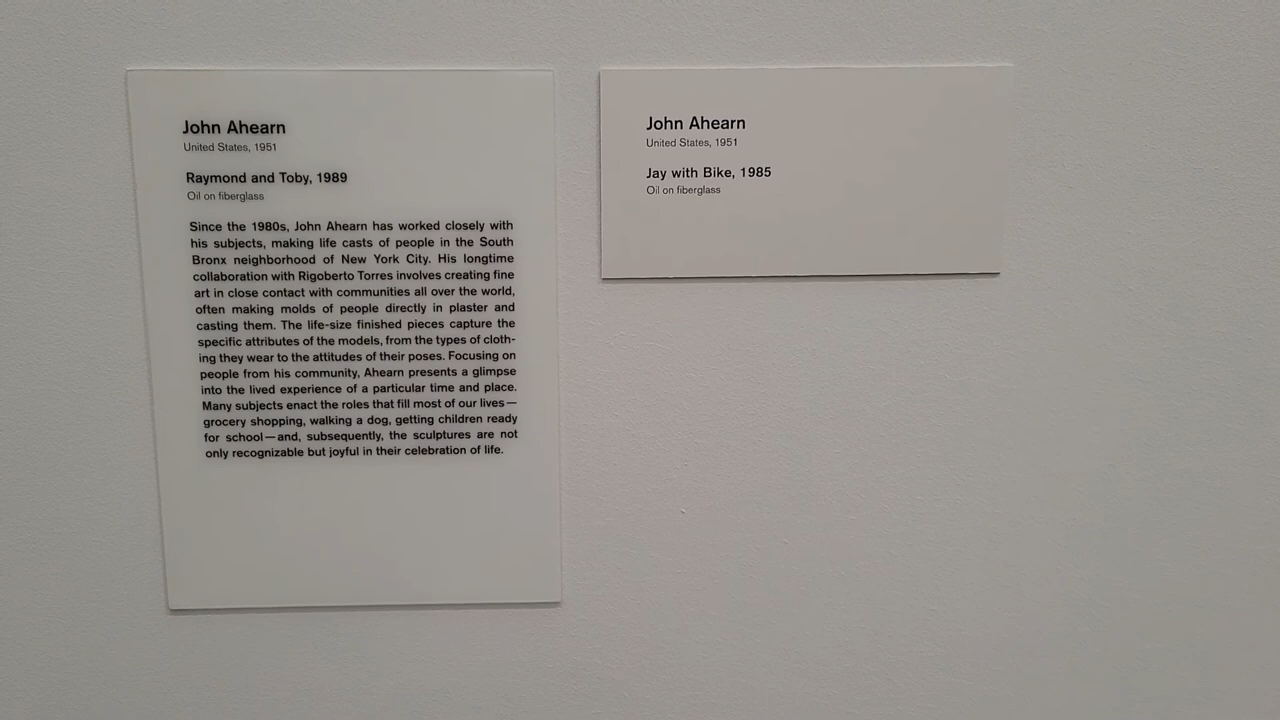 John Ahearn
United States, 1951
Raymond and Toby, 1989
Oil on fiberglass
Since the 1980s, John Ahearn has worked closely with
his subjects, making life casts of people in the South
Bronx neighborhood of New York City. His longtime
collaboration with Rigoberto Torres involves creating fine
art in close contact with communities all over the world,
often making molds of people directly in plaster and
casting them. The life-size finished pieces capture the
specific attributes of the models, from the types of cloth-
ing they wear to the attitudes of their poses. Focusing on
people from his community, Ahearn presents a glimpse
into the lived experience of a particular time and place.
Many subjects enact the roles that fill most of our lives—
grocery shopping, walking a dog, getting children ready
for school—and, subsequently, the sculptures are not
only recognizable but joyful in their celebration of life.
John Ahearn
United States, 1951
Jay with Bike, 1985
Oil on fiberglass